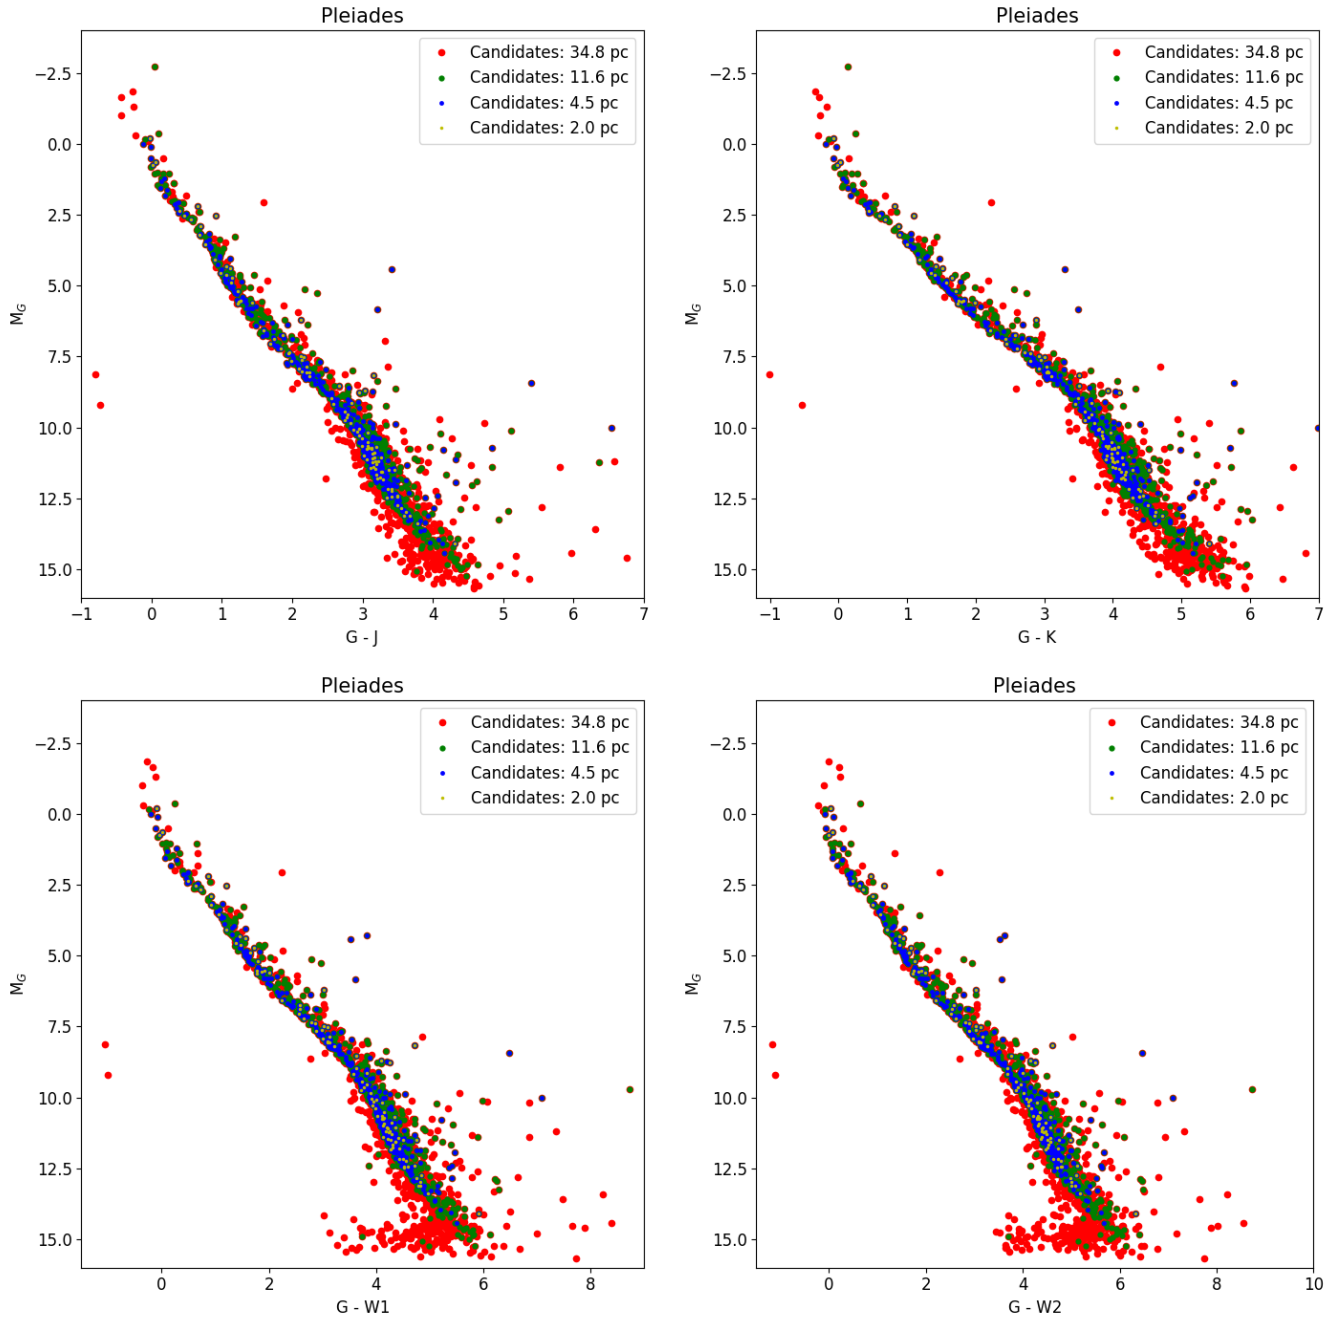 Pleiades
Candidates: 34.8 pc
Candidates: 11.6 pc
Candidates: 4.5 pc
Candidates: 2.0 pc
−2.5
0.0
2.5
5.0
7.5
10.0
12.5
15.0
M_G
−1 0 1 2 3 4 5 6 7
G - J
Pleiades
Candidates: 34.8 pc
Candidates: 11.6 pc
Candidates: 4.5 pc
Candidates: 2.0 pc
−2.5
0.0
2.5
5.0
7.5
10.0
12.5
15.0
M_G
−1 0 1 2 3 4 5 6 7
G - K
Pleiades
Candidates: 34.8 pc
Candidates: 11.6 pc
Candidates: 4.5 pc
Candidates: 2.0 pc
−2.5
0.0
2.5
5.0
7.5
10.0
12.5
15.0
M_G
0 2 4 6 8
G - W1
Pleiades
Candidates: 34.8 pc
Candidates: 11.6 pc
Candidates: 4.5 pc
Candidates: 2.0 pc
−2.5
0.0
2.5
5.0
7.5
10.0
12.5
15.0
M_G
0 2 4 6 8 10
G - W2